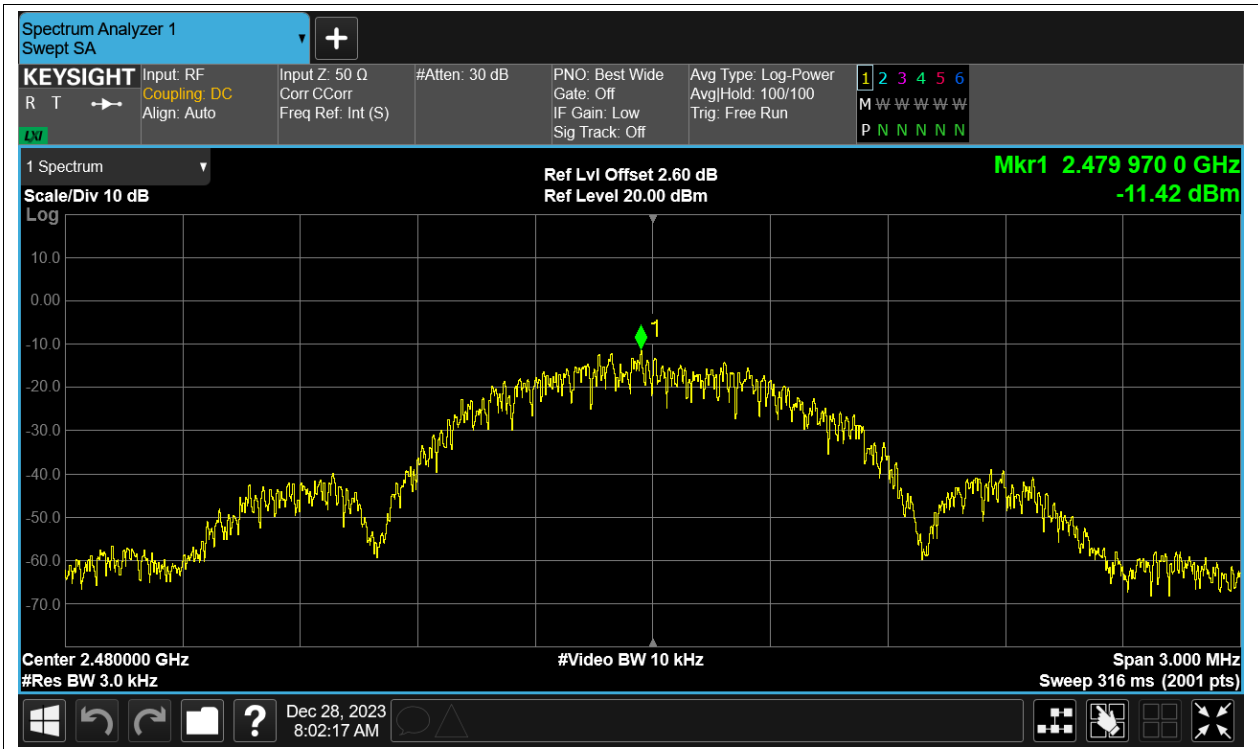 Spectrum Analyzer 1
Swept SA
KEYSIGHT
R T
LXI
Input: RF
Coupling: DC
Align: Auto
Input Z: 50 Ω
Corr CCorr
Freq Ref: Int (S)
#Atten: 30 dB
PNO: Best Wide
Gate: Off
IF Gain: Low
Sig Track: Off
Avg Type: Log-Power
Avg|Hold: 100/100
Trig: Free Run
1 2 3 4 5 6
M W W W W W
P N N N N N
1 Spectrum
Scale/Div 10 dB
Log
Ref Lvl Offset 2.60 dB
Ref Level 20.00 dBm
Mkr1 2.479 970 0 GHz
-11.42 dBm
10.0
0.00
1
-10.0
-20.0
-30.0
-40.0
-50.0
-60.0
-70.0
Center 2.480000 GHz
#Res BW 3.0 kHz
#Video BW 10 kHz
Span 3.000 MHz
Sweep 316 ms (2001 pts)
?
Dec 28, 2023
8:02:17 AM